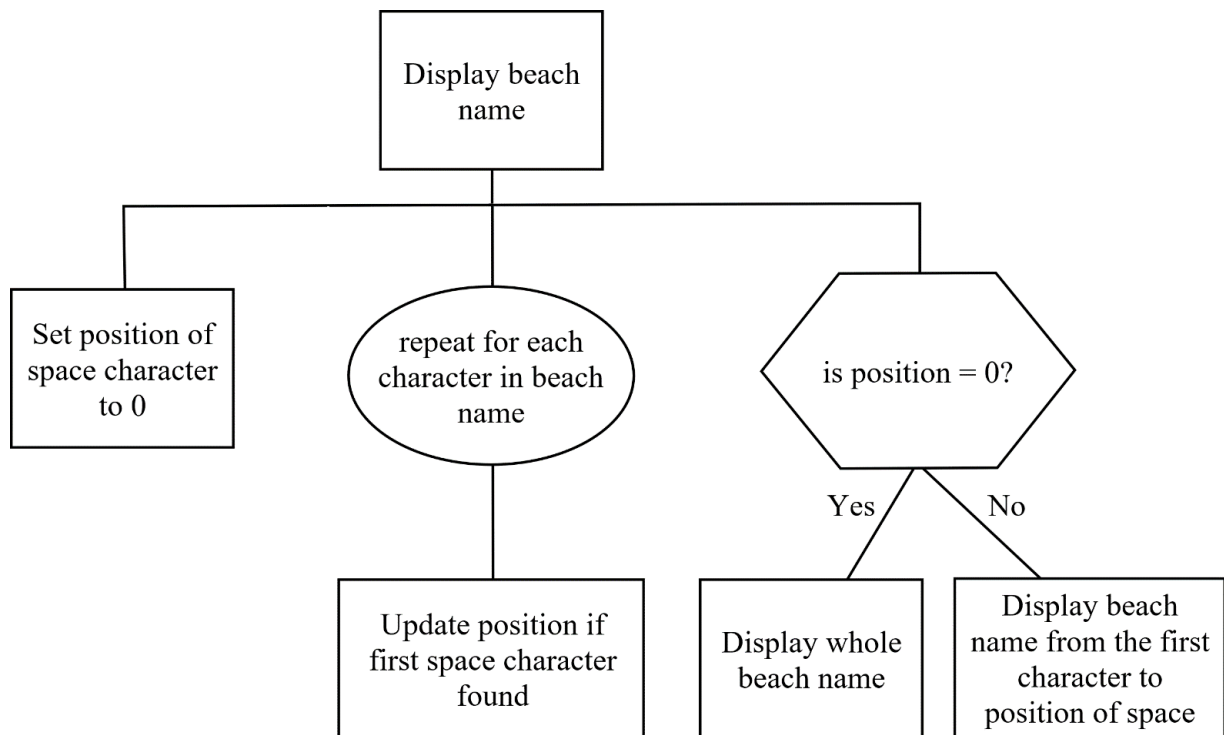 Display beach
name
Set position of
space character
to 0
repeat for each
character in beach
name
is position = 0?
Yes
No
Update position if
first space character
found
Display whole
beach name
Display beach
name from the first
character to
position of space